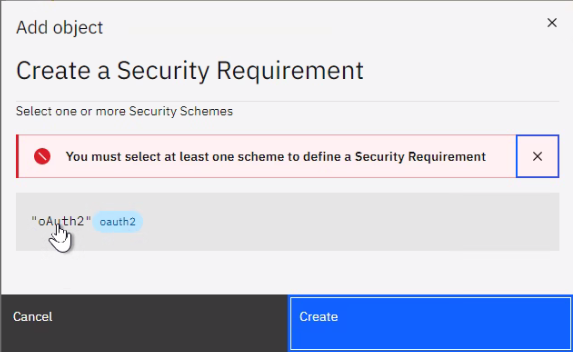 Add object
Create a Security Requirement
Select one or more Security Schemes
You must select at least one scheme to define a Security Requirement
"oAuth2" oauth2
Cancel
Create